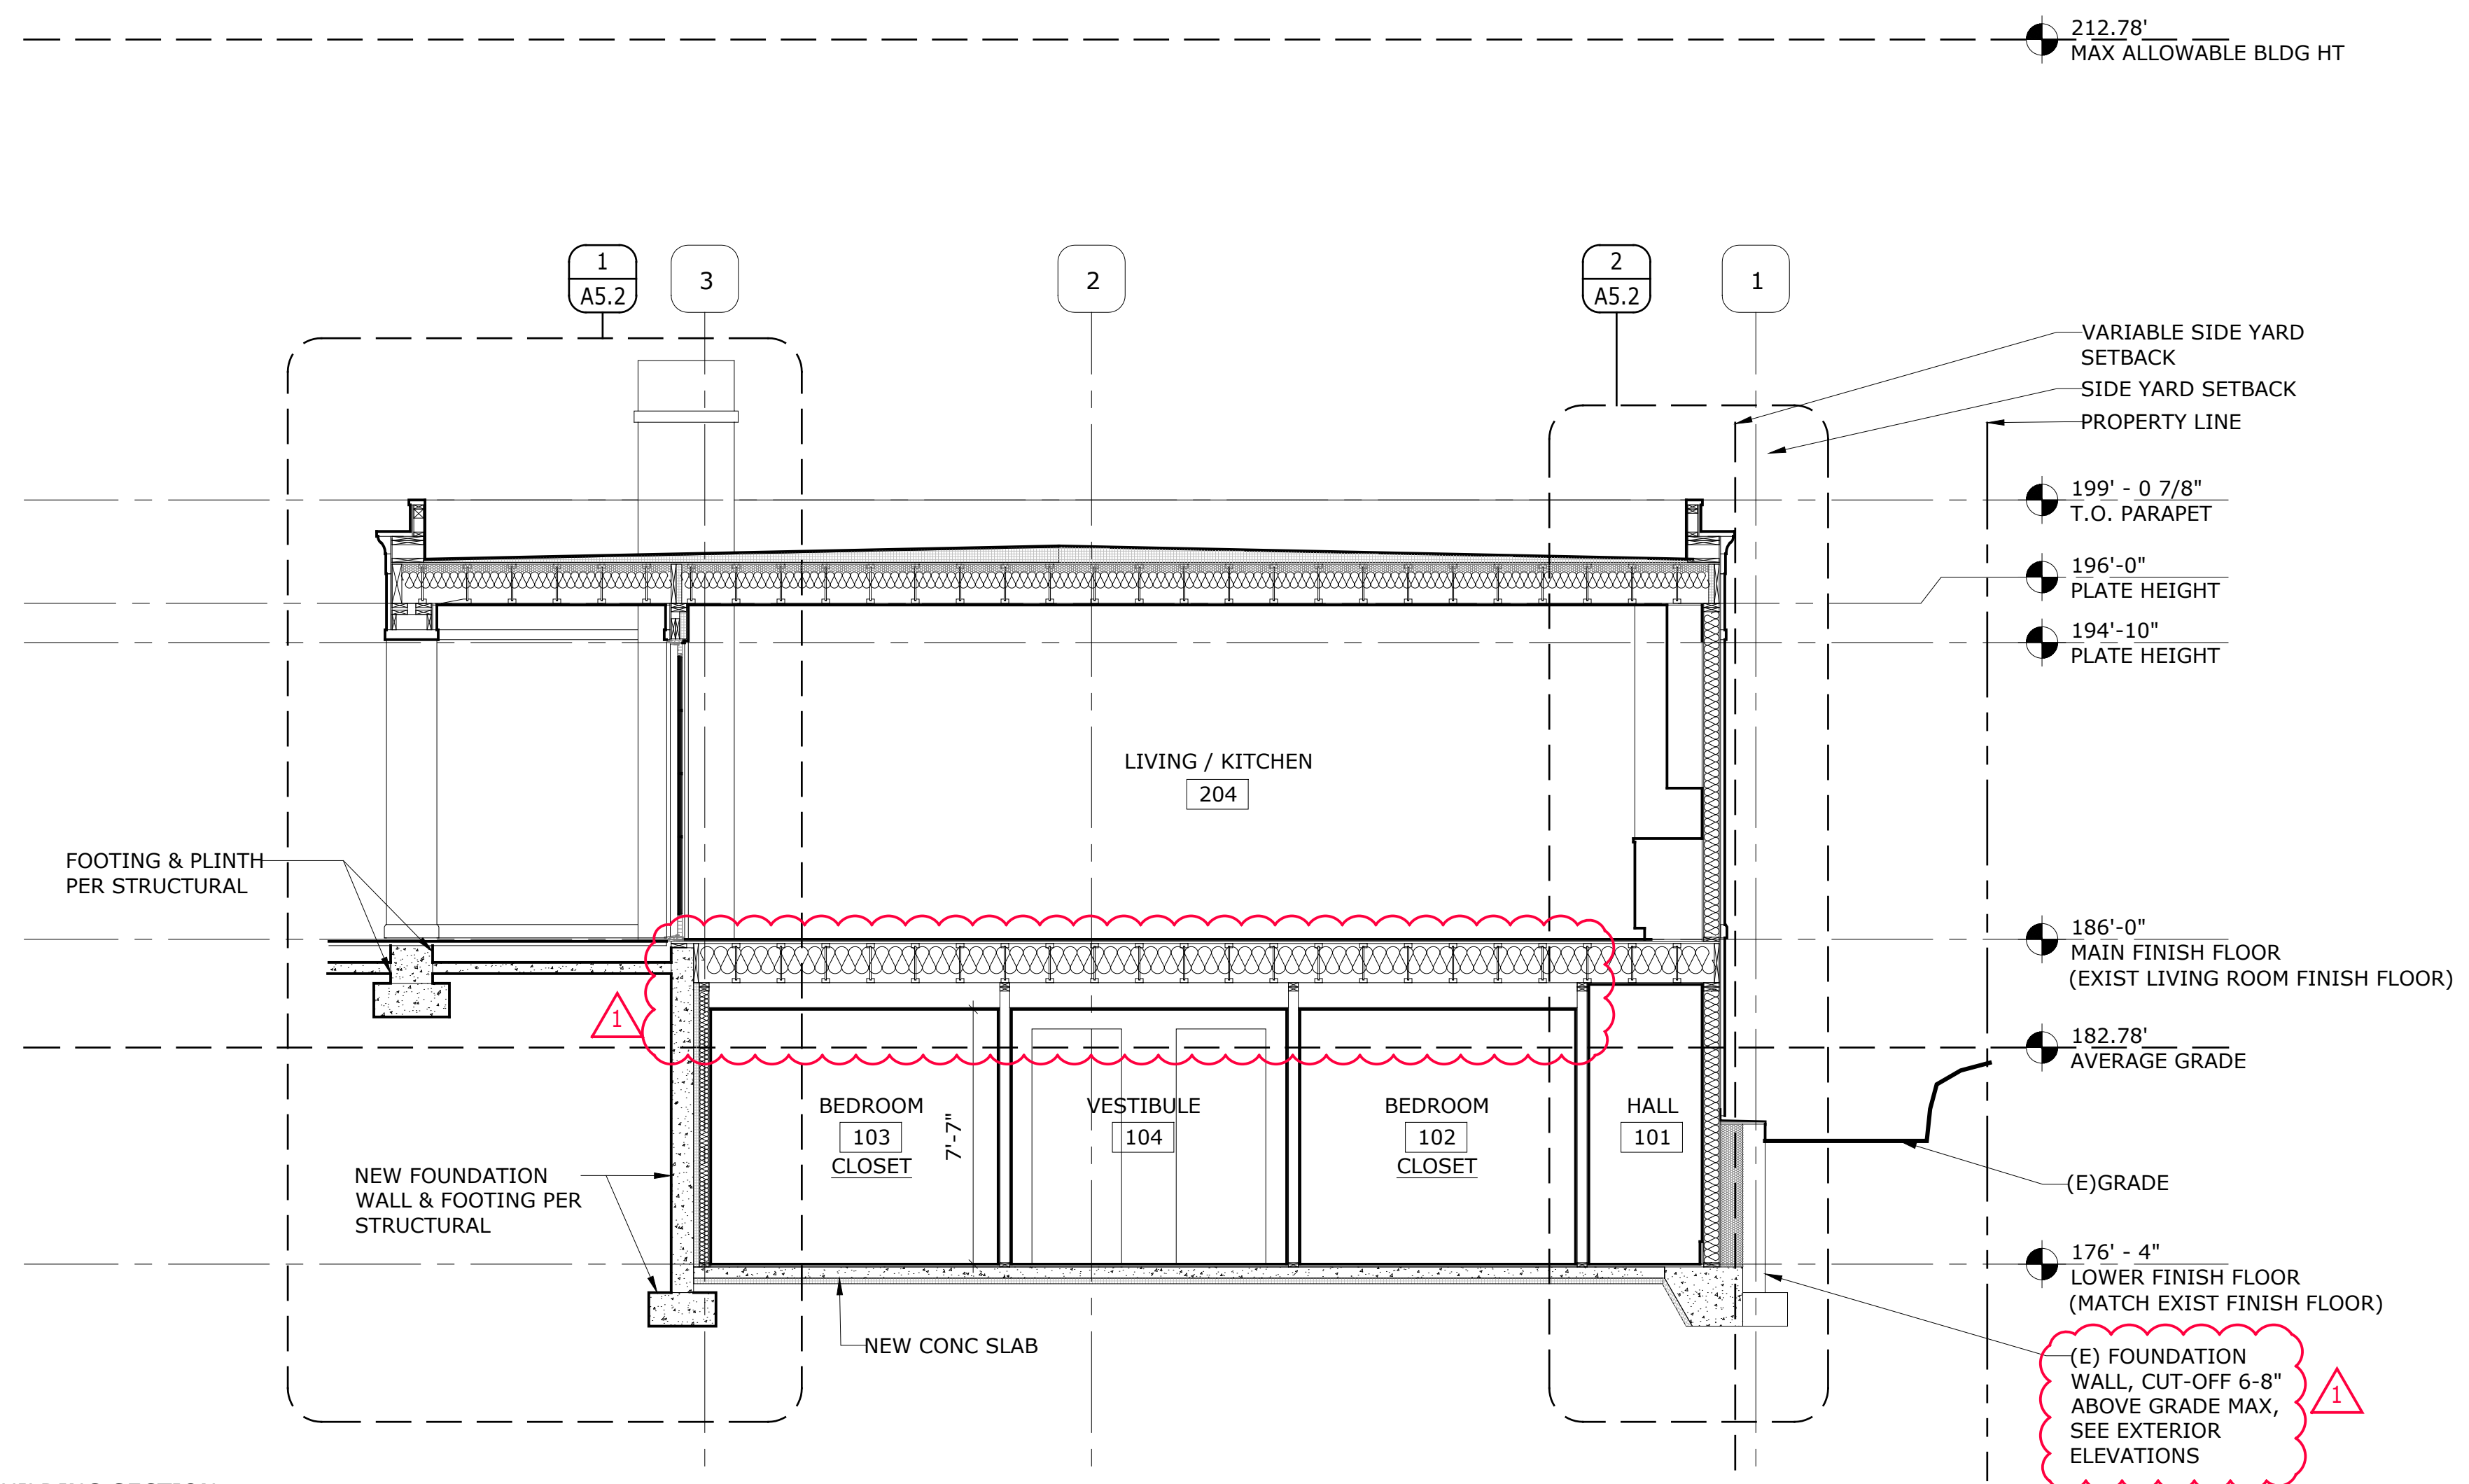 212.78'
MAX ALLOWABLE BLDG HT
1
A5.2
3
2
2
A5.2
1
VARIABLE SIDE YARD
SETBACK
SIDE YARD SETBACK
PROPERTY LINE
199' - 0 7/8"
T.O. PARAPET
196'-0"
PLATE HEIGHT
194'-10"
PLATE HEIGHT
LIVING / KITCHEN
204
FOOTING & PLINTH
PER STRUCTURAL
186'-0"
MAIN FINISH FLOOR
(EXIST LIVING ROOM FINISH FLOOR)
1
182.78'
AVERAGE GRADE
BEDROOM
103
CLOSET
7'-7"
VESTIBULE
104
BEDROOM
102
CLOSET
HALL
101
NEW FOUNDATION
WALL & FOOTING PER
STRUCTURAL
(E)GRADE
176' - 4"
LOWER FINISH FLOOR
(MATCH EXIST FINISH FLOOR)
NEW CONC SLAB
(E) FOUNDATION
WALL, CUT-OFF 6-8"
ABOVE GRADE MAX,
SEE EXTERIOR
ELEVATIONS
1